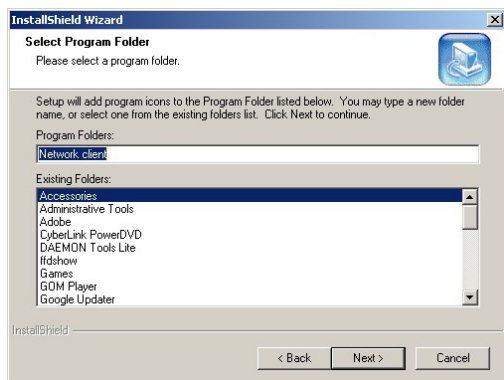 InstallShield Wizard
Select Program Folder
Please select a program folder.
Setup will add program icons to the Program Folder listed below. You may type a new folder
name, or select one from the existing folders list. Click Next to continue.
Program Folders:
Network client
Existing Folders:
Accessories
Administrative Tools
Adobe
CyberLink PowerDVD
DAEMON Tools Lite
ffdshow
Games
GOM Player
Google Updater
InstallShield
< Back
Next >
Cancel